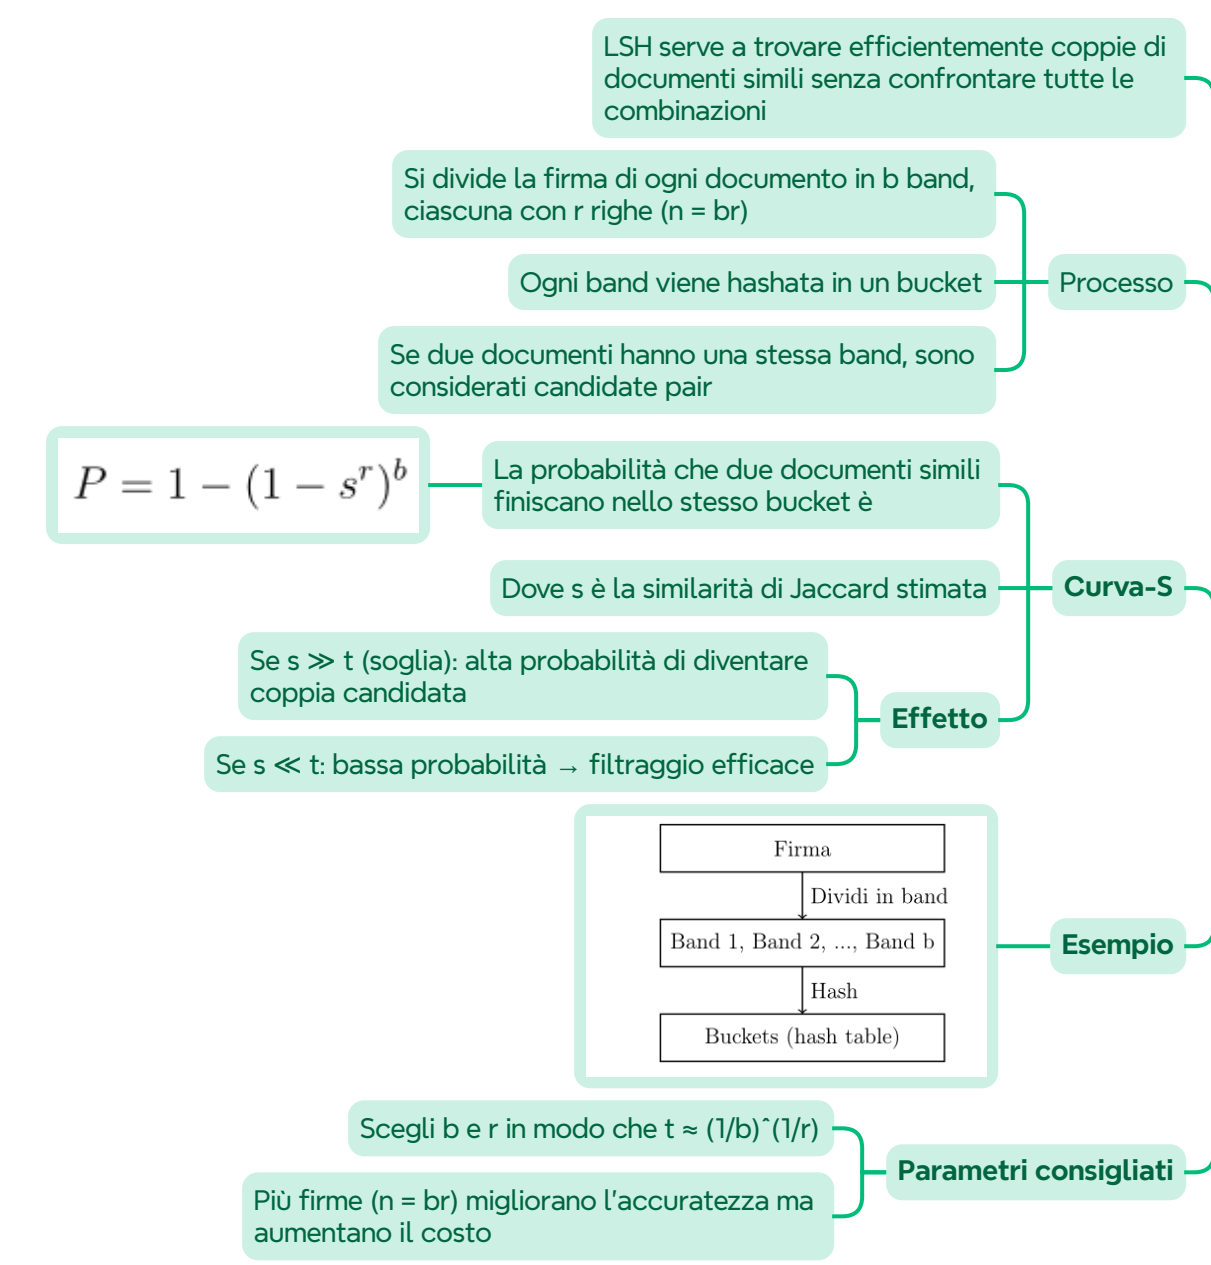 LSH serve a trovare efficientemente coppie di
documenti simili senza confrontare tutte le
combinazioni
Si divide la firma di ogni documento in b band,
ciascuna con r righe (n = br)
Ogni band viene hashata in un bucket
Processo
Se due documenti hanno una stessa band, sono
considerati candidate pair
P = 1 − (1 − s^r)^b
La probabilità che due documenti simili
finiscano nello stesso bucket è
Dove s è la similarità di Jaccard stimata
Curva-S
Se s ≫ t (soglia): alta probabilità di diventare
coppia candidata
Effetto
Se s ≪ t: bassa probabilità → filtraggio efficace
Firma
Dividi in band
Band 1, Band 2, ..., Band b
Hash
Buckets (hash table)
Esempio
Scegli b e r in modo che t ≈ (1/b)^(1/r)
Parametri consigliati
Più firme (n = br) migliorano l'accuratezza ma
aumentano il costo